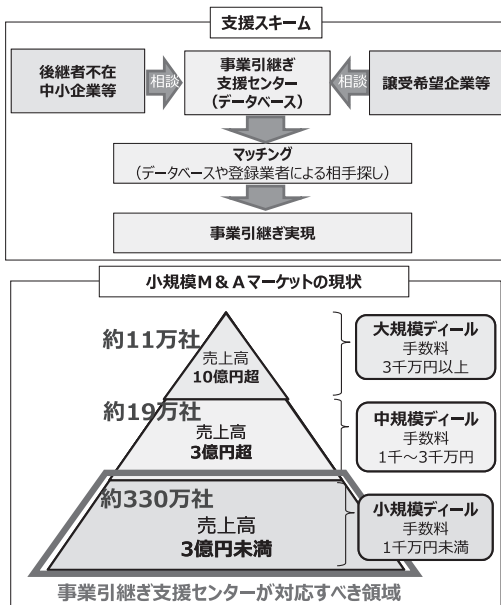 支援スキーム
後継者不在
中小企業等
相談
事業引継ぎ
支援センター
(データベース)
相談
譲受希望企業等
マッチング
(データベースや登録業者による相手探し)
事業引継ぎ実現
小規模M＆Aマーケットの現状
約11万社
売上高
10億円超
大規模ディール
手数料
3千万円以上
約19万社
売上高
3億円超
中規模ディール
手数料
1千～3千万円
約330万社
売上高
3億円未満
小規模ディール
手数料
1千万円未満
事業引継ぎ支援センターが対応すべき領域